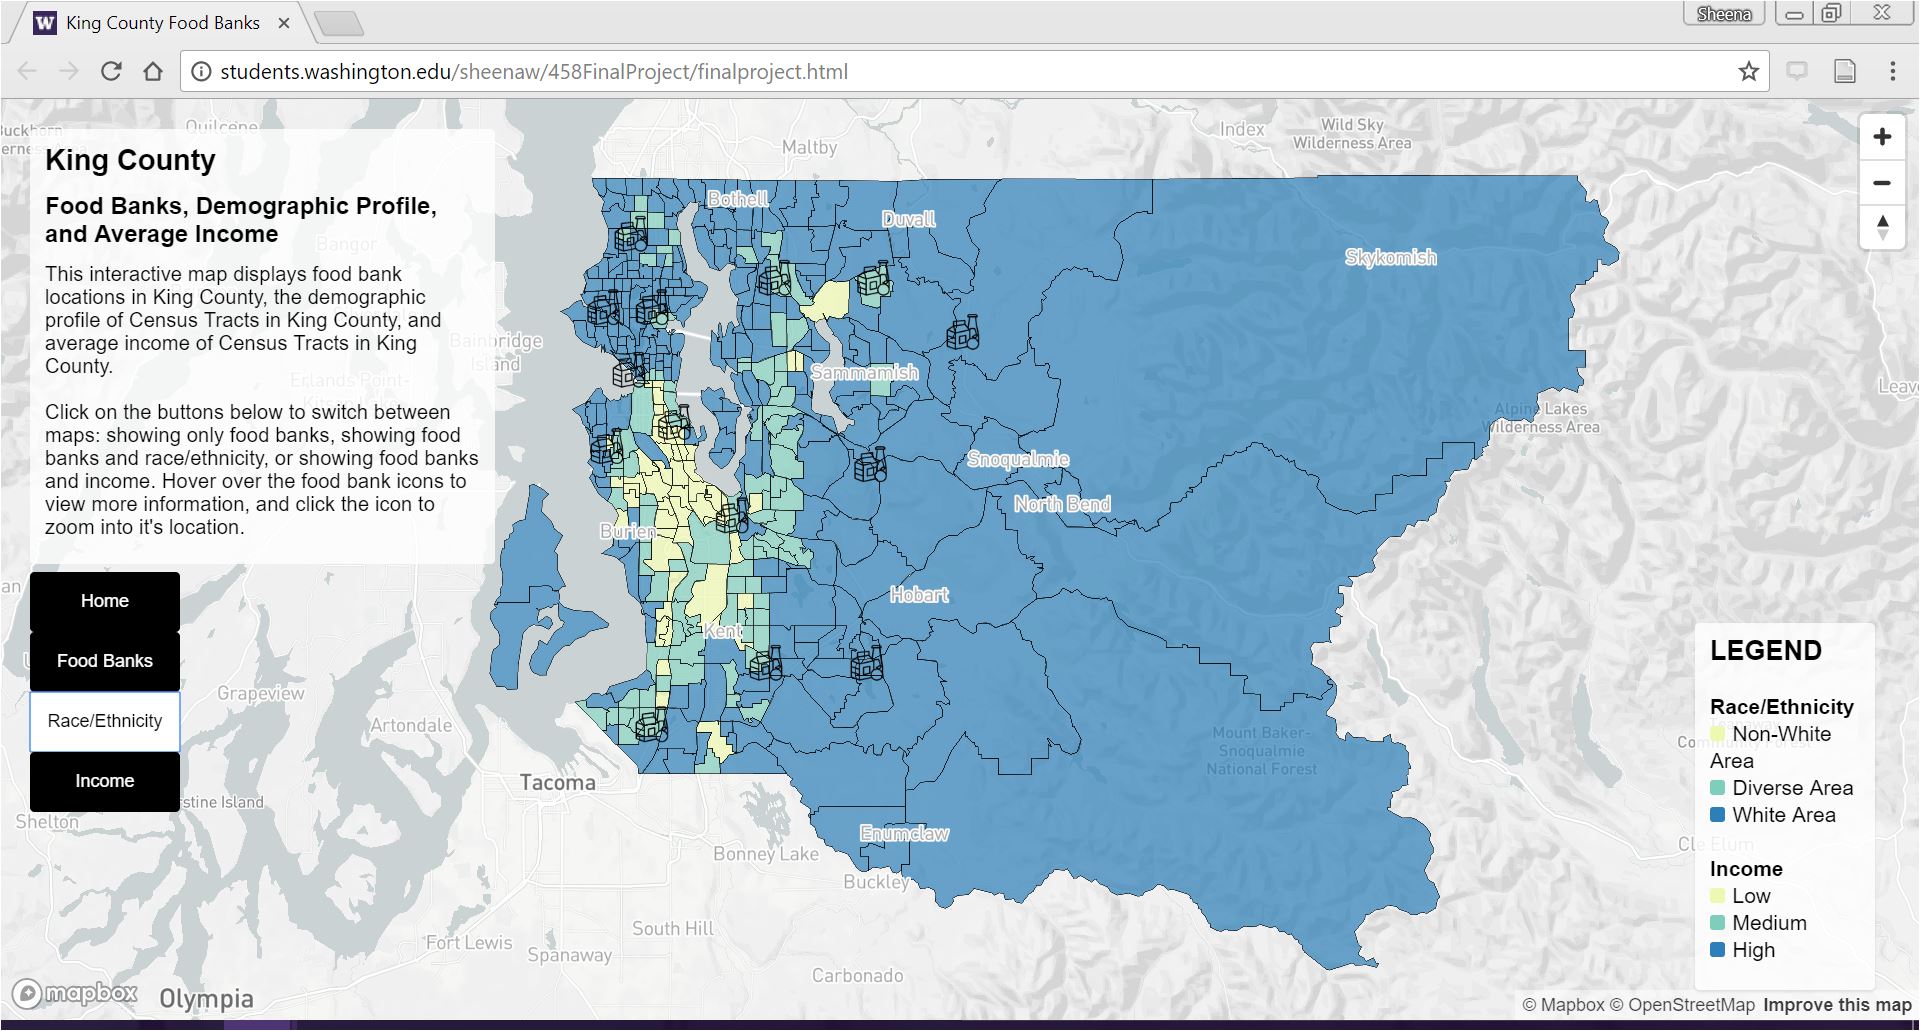 King County Food Banks
Sheena
students.washington.edu/sheenaw/458FinalProject/finalproject.html
Quilcene
Maltby
Index
Wild Sky
Wilderness Area
King County
Food Banks, Demographic Profile,
and Average Income
This interactive map displays food bank
locations in King County, the demographic
profile of Census Tracts in King County, and
average income of Census Tracts in King
County.
Click on the buttons below to switch between
maps: showing only food banks, showing food
banks and race/ethnicity, or showing food banks
and income. Hover over the food bank icons to
view more information, and click the icon to
zoom into it's location.
Home
Food Banks
Race/Ethnicity
Income
Bangor
Erlands Point-
Bainbridge
Island
Bothell
Duvall
Skykomish
Sammamish
Alpine Lakes
Wilderness Area
Leav
Snoqualmie
North Bend
Burien
Hobart
Kent
Grapeview
Artondale
Mount Baker-
Snoqualmie
National Forest
Tacoma
rstine Island
Shelton
Enumclaw
Bonney Lake
Buckley
South Hill
Fort Lewis
Spanaway
Carbonado
Olympia
LEGEND
Race/Ethnicity
Non-White
Area
Diverse Area
White Area
Income
Low
Medium
High
Cle Elum
mapbox
© Mapbox © OpenStreetMap Improve this map